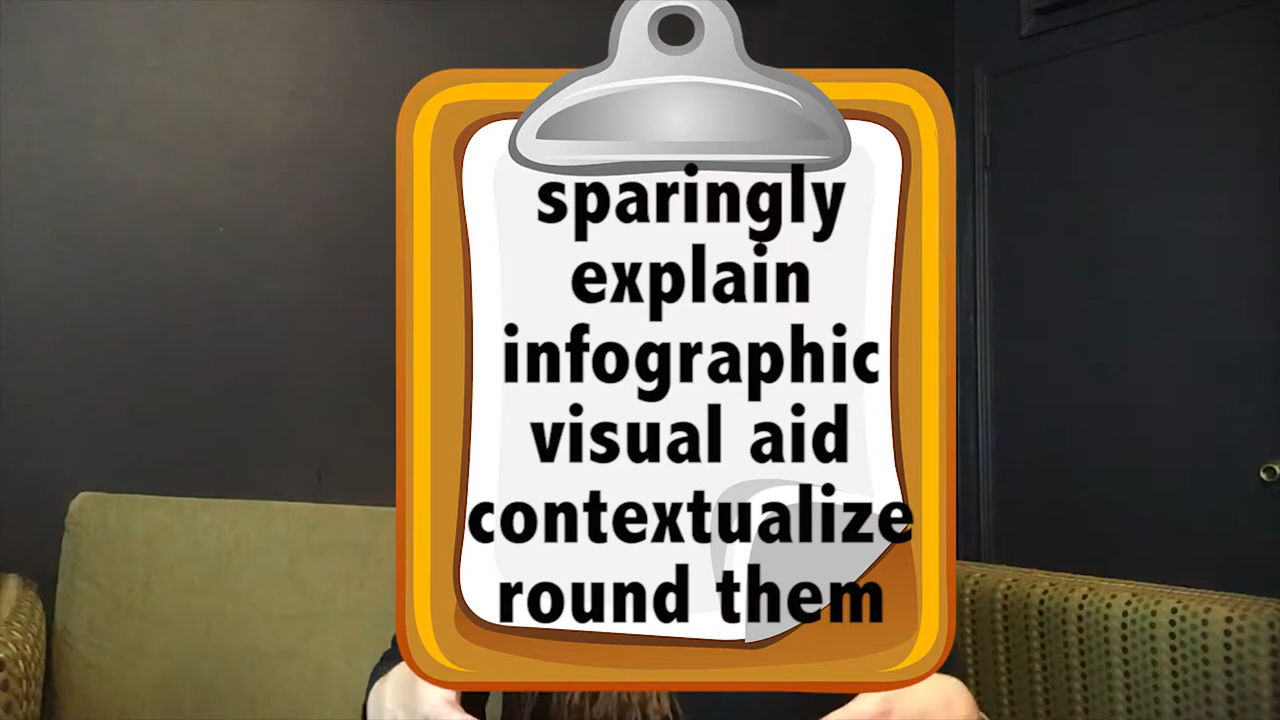 sparingly
explain
infographic
visual aid
contextualize
round them